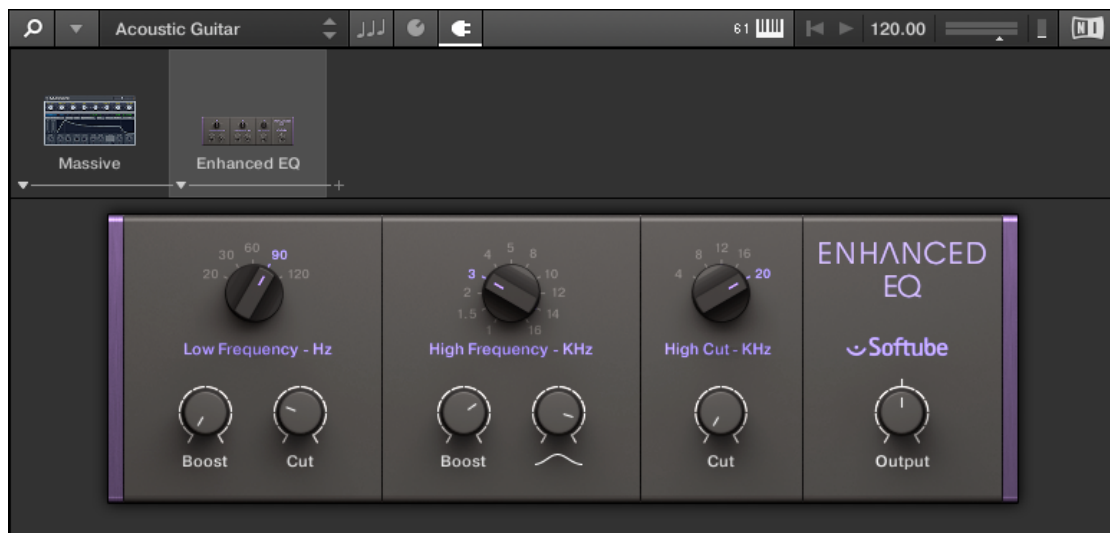 Acoustic Guitar
61
120.00
NI
Massive
Enhanced EQ
20 30 60 90 120
Low Frequency - Hz
Boost
Cut
1 1.5 2 3 4 5 8 10 12 14 16
High Frequency - KHz
Boost
4 8 12 16 20
High Cut - KHz
Cut
ENHANCED
EQ
Softube
Output